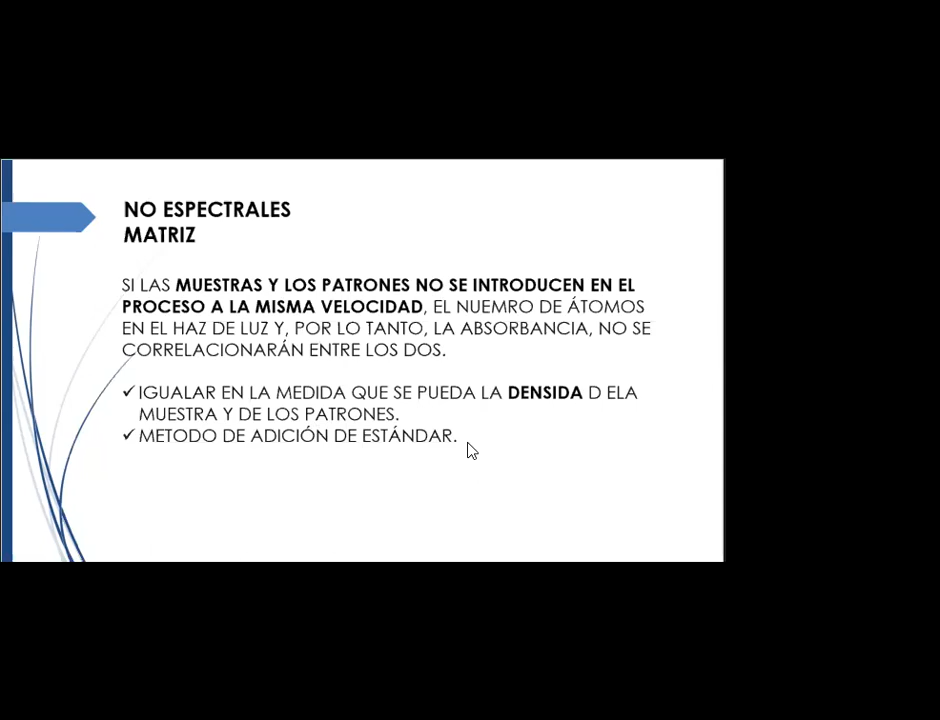 NO ESPECTRALES
MATRIZ
SI LAS MUESTRAS Y LOS PATRONES NO SE INTRODUCEN EN EL
PROCESO A LA MISMA VELOCIDAD, EL NUEMRO DE ÁTOMOS
EN EL HAZ DE LUZ Y, POR LO TANTO, LA ABSORBANCIA, NO SE
CORRELACIONARÁN ENTRE LOS DOS.
✓ IGUALAR EN LA MEDIDA QUE SE PUEDA LA DENSIDA D ELA
MUESTRA Y DE LOS PATRONES.
✓ METODO DE ADICIÓN DE ESTÁNDAR.